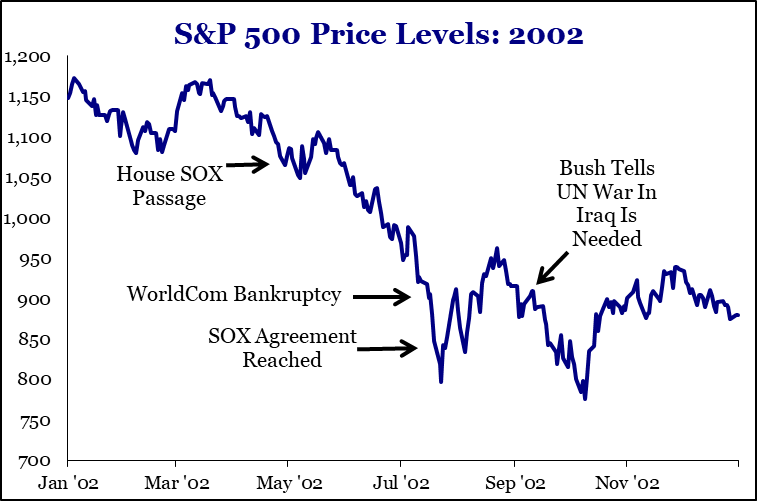 S&P 500 Price Levels: 2002
1,200
1,150
1,100
1,050
1,000
950
900
850
800
750
700
House SOX
Passage
WorldCom Bankruptcy
SOX Agreement
Reached
Bush Tells
UN War In
Iraq Is
Needed
Jan '02
Mar '02
May '02
Jul '02
Sep '02
Nov '02